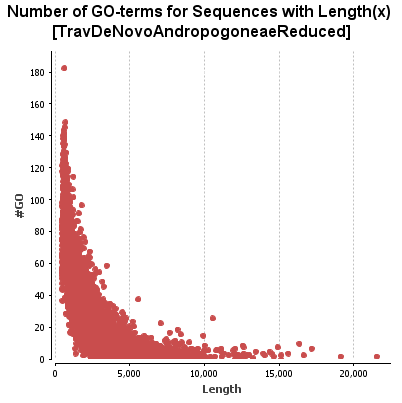 Number of GO-terms for Sequences with Length(x)
[TravDeNovoAndropogoneaeReduced]
180
160
140
120
100
80
60
40
20
0
#GO
0 5,000 10,000 15,000 20,000
Length